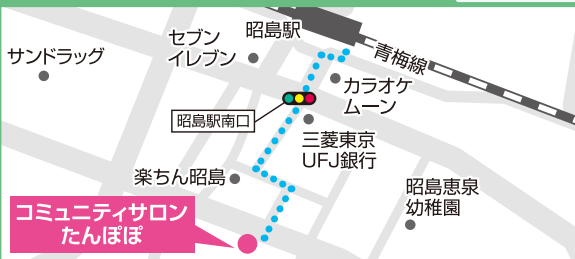 昭島駅
セブン
イレブン
サンドラッグ
青梅線
カラオケ
ムーン
昭島駅南口
三菱東京
UFJ銀行
楽ちん昭島
昭島恵泉
幼稚園
コミュニティサロン
たんぽぽ